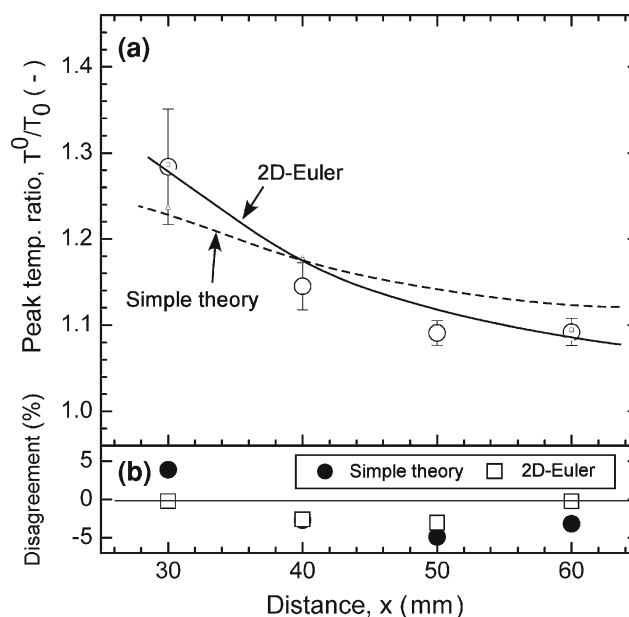 (a)
1.4
1.3
1.2
1.1
1.0
Peak temp. ratio, T⁰/T₀ (-)
2D-Euler
Simple theory
(b)
Simple theory
2D-Euler
5
0
-5
Disagreement (%)
30 40 50 60
Distance, x (mm)